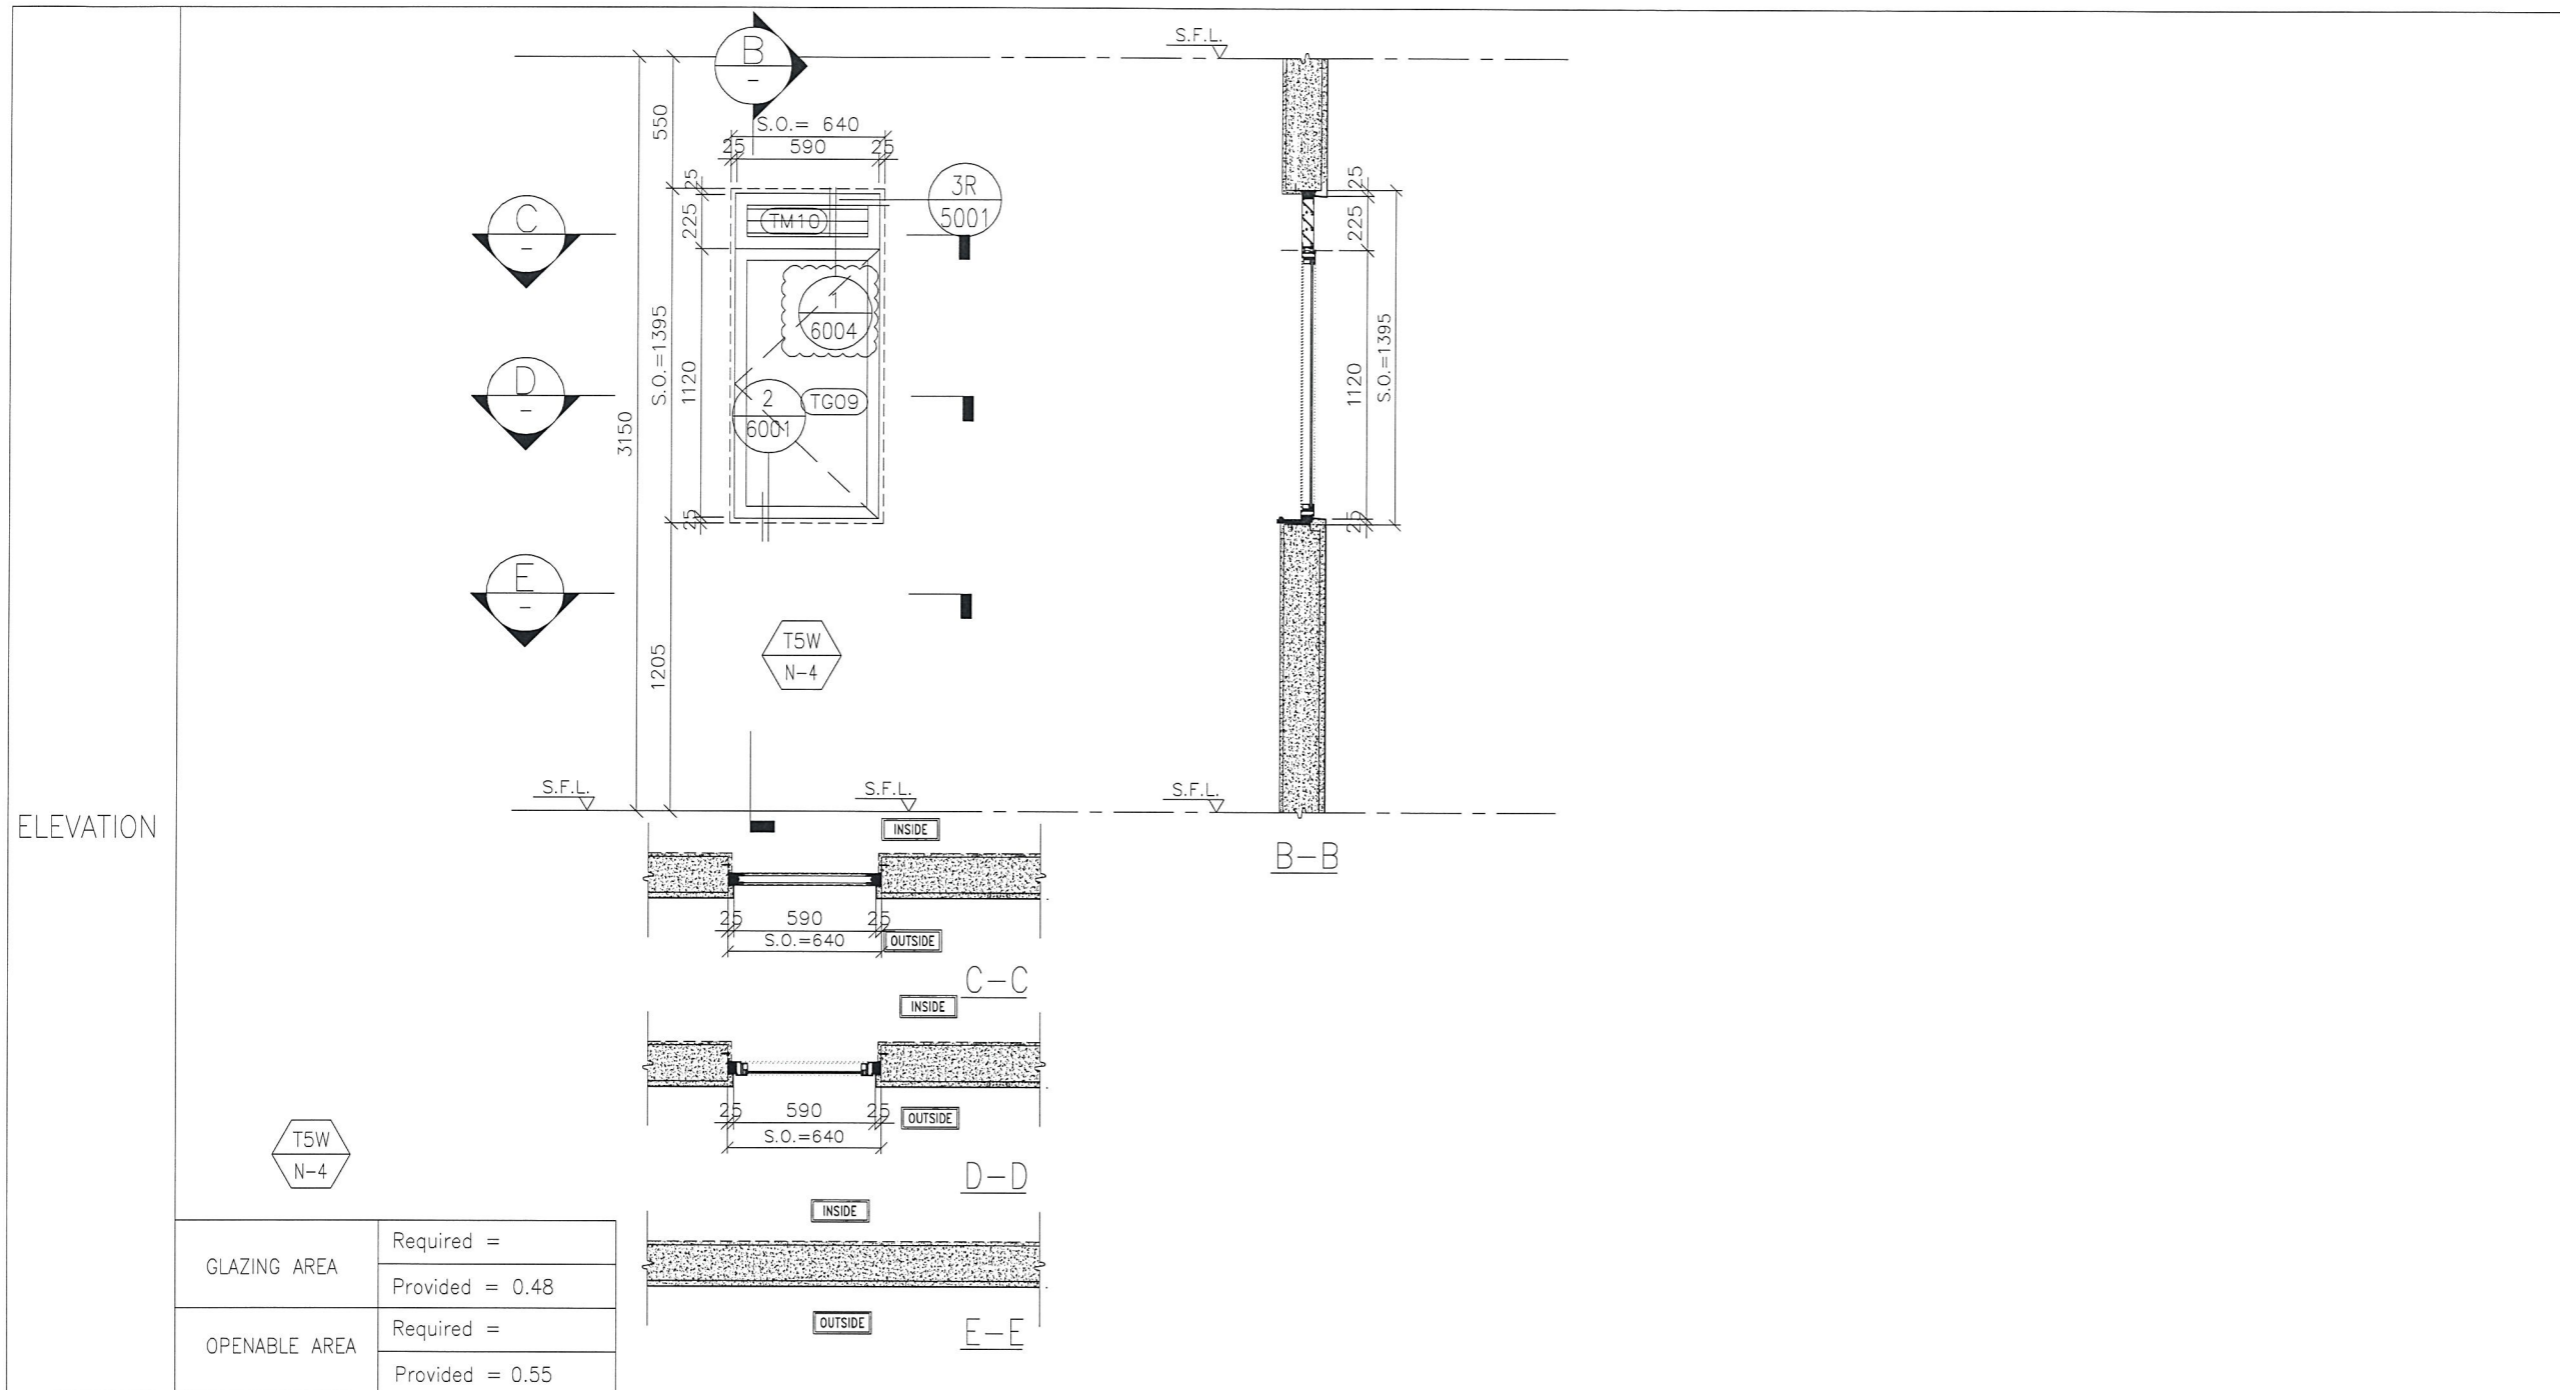 S.F.L.
B
-
550
S.O.= 640
25
590
25
25
3R
5001
TM10
225
25
225
C
-
1
6004
S.O.=1395
1120
D
-
2
6001
TG09
3150
1120
S.O.=1395
25
25
E
-
T5W
N-4
1205
S.F.L.
S.F.L.
S.F.L.
ELEVATION
INSIDE
B-B
25
590
25
S.O.=640
OUTSIDE
C-C
INSIDE
25
590
25
OUTSIDE
S.O.=640
T5W
N-4
D-D
INSIDE
GLAZING AREA
Required =
Provided = 0.48
OPENABLE AREA
Required =
Provided = 0.55
OUTSIDE
E-E